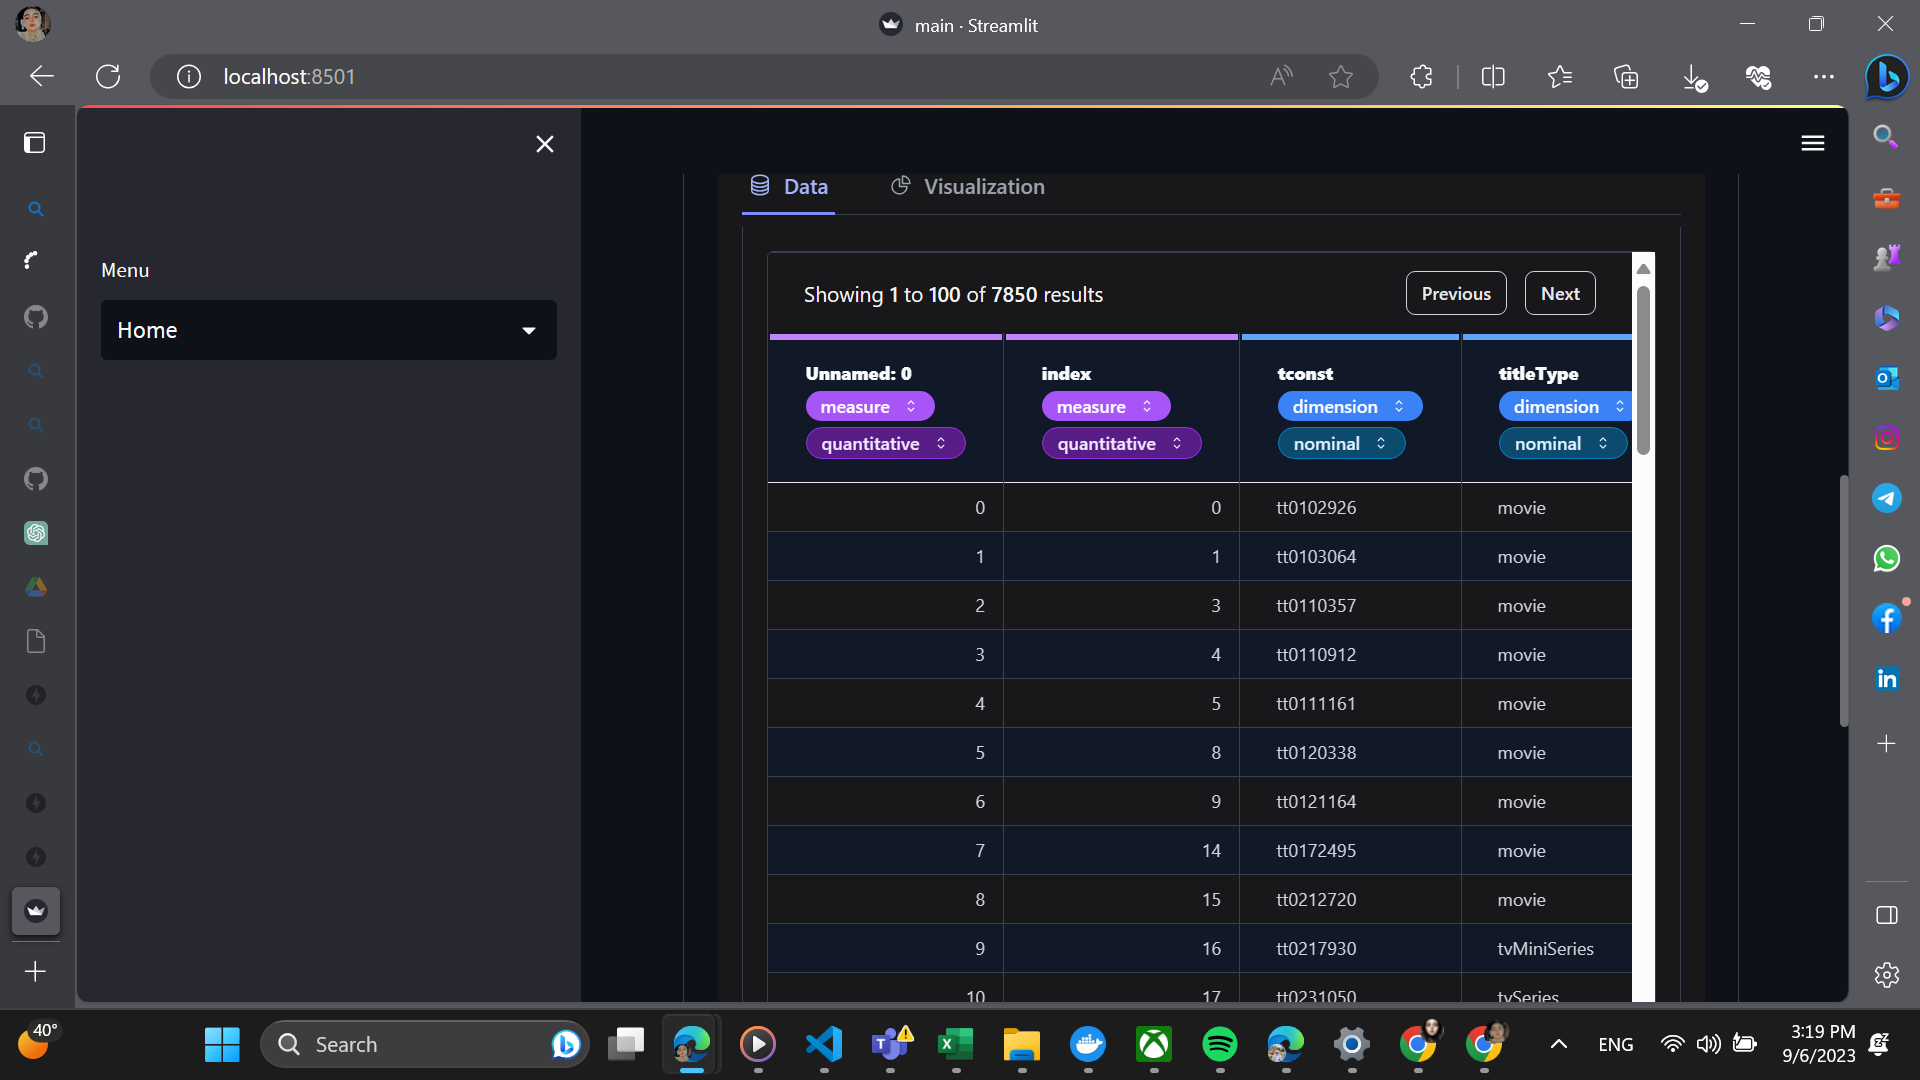 main · Streamlit
localhost:8501
Data Visualization
Menu
Home
Showing 1 to 100 of 7850 results Previous Next
Unnamed: 0 index tconst titleType
measure measure dimension dimension
quantitative quantitative nominal nominal
0 0 tt0102926 movie
1 1 tt0103064 movie
2 3 tt0110357 movie
3 4 tt0110912 movie
4 5 tt0111161 movie
5 8 tt0120338 movie
6 9 tt0121164 movie
7 14 tt0172495 movie
8 15 tt0212720 movie
9 16 tt0217930 tvMiniSeries
10 17 tt0231050 tvSeries
40°
Search
ENG
3:19 PM
9/6/2023